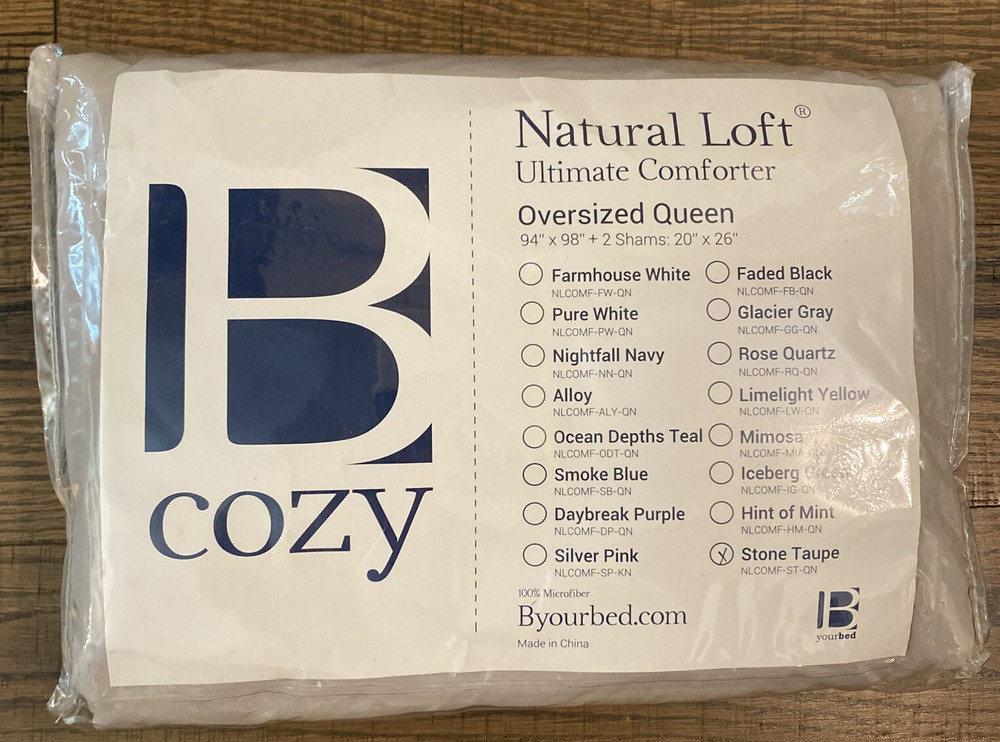 B
cozy
Natural Loft®
Ultimate Comforter
Oversized Queen
94" x 98" + 2 Shams: 20" x 26"
Farmhouse White
NLCOMF-FW-QN
Pure White
NLCOMF-PW-QN
Nightfall Navy
NLCOMF-NN-QN
Alloy
NLCOMF-ALY-QN
Ocean Depths Teal
NLCOMF-ODT-QN
Smoke Blue
NLCOMF-SB-QN
Daybreak Purple
NLCOMF-DP-QN
Silver Pink
NLCOMF-SP-KN
Faded Black
NLCOMF-FB-QN
Glacier Gray
NLCOMF-GG-QN
Rose Quartz
NLCOMF-RQ-QN
Limelight Yellow
NLCOMF-LW-QN
Mimosa
Iceberg Green
NLCOMF-IG-QN
Hint of Mint
NLCOMF-HM-QN
X Stone Taupe
NLCOMF-ST-QN
100% Microfiber
Byourbed.com
Made in China
B
yourbed